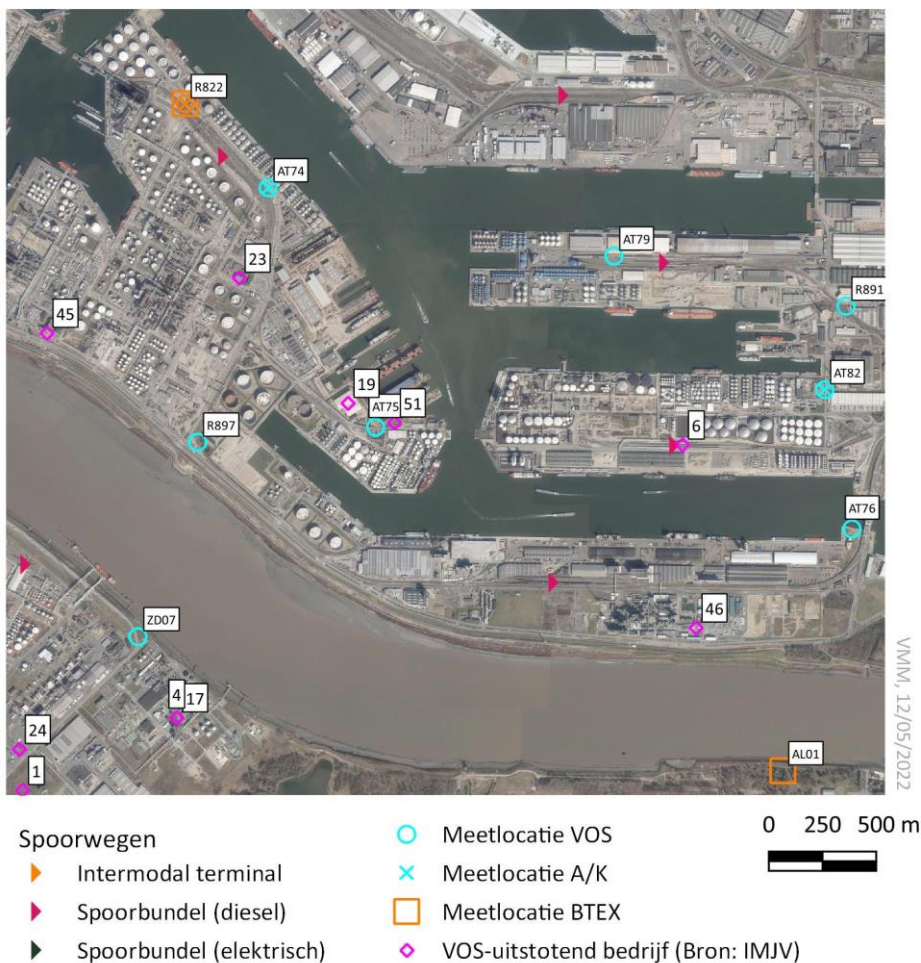 R822
AT74
23
45
AT79
R891
19
AT75
51
AT82
6
R897
AT76
ZD07
46
4
17
24
1
AL01
VMM, 12/05/2022
Spoorwegen
Intermodal terminal
Spoorbundel (diesel)
Spoorbundel (elektrisch)
Meetlocatie VOS
Meetlocatie A/K
Meetlocatie BTEX
VOS-uitstotend bedrijf (Bron: IMJV)
0 250 500 m